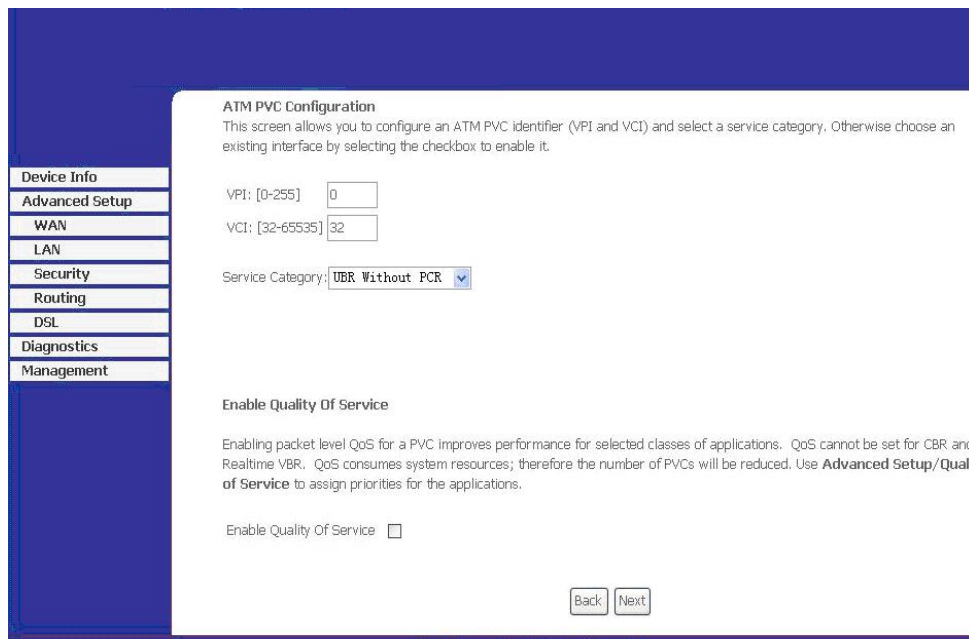 ATM PVC Configuration
This screen allows you to configure an ATM PVC identifier (VPI and VCI) and select a service category. Otherwise choose an
existing interface by selecting the checkbox to enable it.
Device Info
Advanced Setup
WAN
LAN
Security
Routing
DSL
Diagnostics
Management
VPI: [0-255] 0
VCI: [32-65535] 32
Service Category: UBR Without PCR
Enable Quality Of Service
Enabling packet level QoS for a PVC improves performance for selected classes of applications. QoS cannot be set for CBR and
Realtime VBR. QoS consumes system resources; therefore the number of PVCs will be reduced. Use Advanced Setup/Qual
of Service to assign priorities for the applications.
Enable Quality Of Service
Back Next